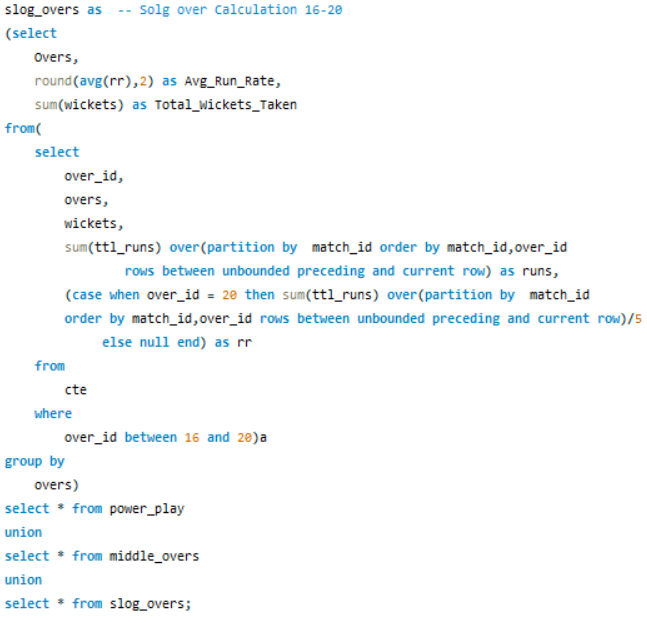 slog_overs as  -- Solg over Calculation 16-20
(select
    Overs,
    round(avg(rr),2) as Avg_Run_Rate,
    sum(wickets) as Total_Wickets_Taken
from(
    select
        over_id,
        overs,
        wickets,
        sum(ttl_runs) over(partition by  match_id order by match_id,over_id
                rows between unbounded preceding and current row) as runs,
        (case when over_id = 20 then sum(ttl_runs) over(partition by  match_id
        order by match_id,over_id rows between unbounded preceding and current row)/5
             else null end) as rr
    from
        cte
    where
        over_id between 16 and 20)a
group by
    overs)
select * from power_play
union
select * from middle_overs
union
select * from slog_overs;